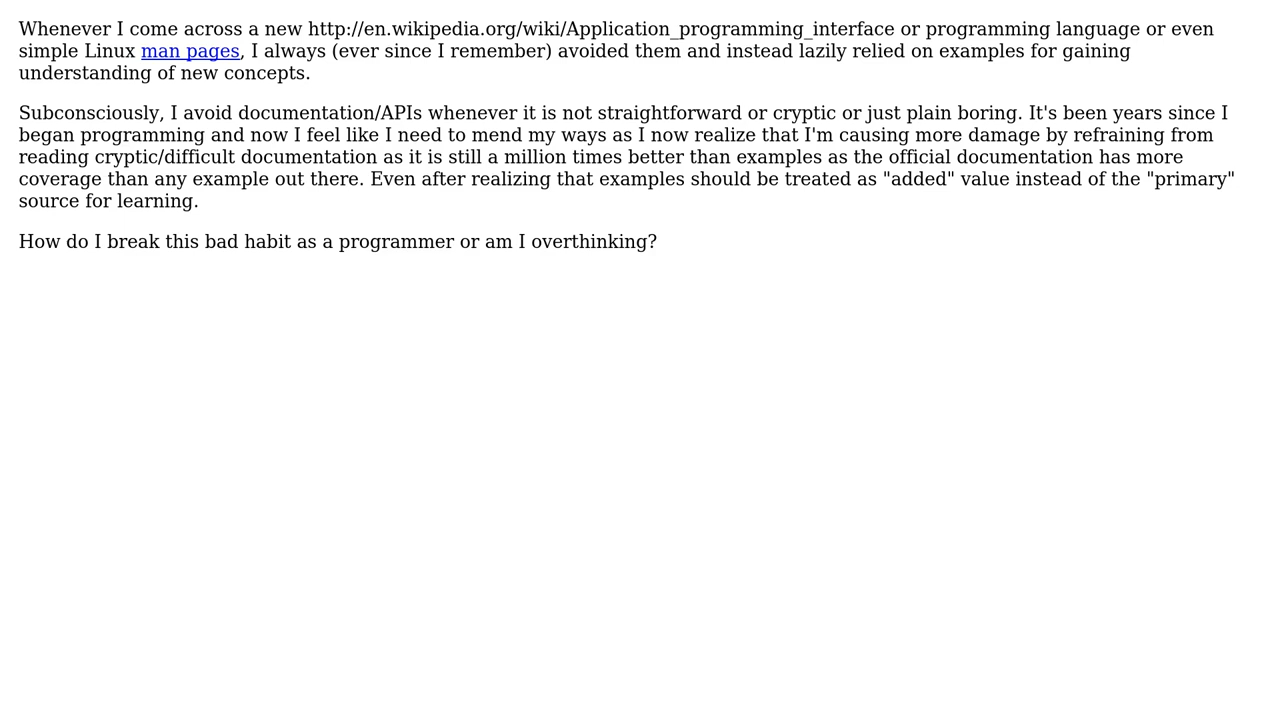 Whenever I come across a new http://en.wikipedia.org/wiki/Application_programming_interface or programming language or even
simple Linux man pages, I always (ever since I remember) avoided them and instead lazily relied on examples for gaining
understanding of new concepts.
Subconsciously, I avoid documentation/APIs whenever it is not straightforward or cryptic or just plain boring. It's been years since I
began programming and now I feel like I need to mend my ways as I now realize that I'm causing more damage by refraining from
reading cryptic/difficult documentation as it is still a million times better than examples as the official documentation has more
coverage than any example out there. Even after realizing that examples should be treated as "added" value instead of the "primary"
source for learning.
How do I break this bad habit as a programmer or am I overthinking?